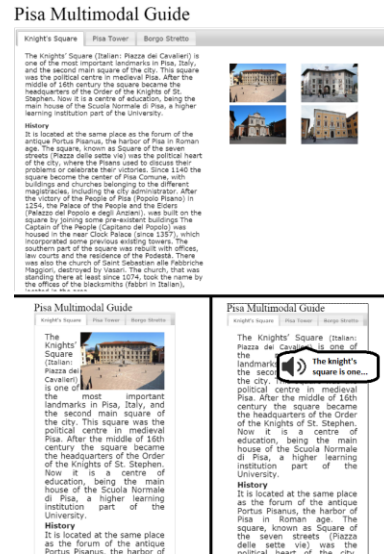 Pisa Multimodal Guide
Knight's Square Pisa Tower Borgo Stretto
The Knights' Square (Italian: Piazza dei Cavalieri) is
one of the most important landmarks in Pisa, Italy,
and the second main square of the city. This square
was the political centre in medieval Pisa. After the
middle of 16th century the square became the
headquarters of the Order of the Knights of St.
Stephen. Now it is a centre of education, being the
main house of the Scuola Normale di Pisa, a higher
learning institution part of the University.
History
It is located at the same place as the forum of the
antique Portus Pisanus, the harbor of Pisa in Roman
age. The square, known as Square of the seven
streets (Piazza delle sette vie) was the political heart
of the city, where the Pisans used to discuss their
problems or celebrate their victories. Since 1140 the
square become the center of Pisa Comune, with
buildings and churches belonging to the different
magistracies, including the city administrator. After
the victory of the People of Pisa (Popolo Pisano) in
1254, the Palace of the People and the Elders
(Palazzo del Popolo e degli Anziani). was built on the
square by joining some pre-existent buildings The
Captain of the People (Capitano del Popolo) was
housed in the near Clock Palace (since 1357), which
incorporated some previous existing towers. The
southern part of the square was rebuilt with offices,
law courts and the residence of the Podestà. There
was also the church of Saint Sebastian alle Fabbriche
Maggiori, destroyed by Vasari. The church, that was
standing there at least since 1074, took the name by
the offices of the blacksmiths (fabbri in Italian),
Pisa Multimodal Guide
Knight's Square Pisa Tower Borgo Stretto
The
Knights'
Square
(Italian:
Piazza dei
Cavalieri)
is one of
the most important
landmarks in Pisa, Italy, and
the second main square of
the city. This square was the
political centre in medieval
Pisa. After the middle of 16th
century the square became
the headquarters of the Order
of the Knights of St. Stephen.
Now it is a centre of
education, being the main
house of the Scuola Normale
di Pisa, a higher learning
institution part of the
University.
History
It is located at the same place
as the forum of the antique
Portus Pisanus, the harbor of
Pisa Multimodal Guide
Knight's Square Pisa Tower Borgo Stretto
The Knights' Square (Italian:
Piazza dei Cavalieri) is one of
the
landmarks
the second
the city.
The knight's
square is one...
political centre in medieval
Pisa. After the middle of 16th
century the square became
the headquarters of the Order
of the Knights of St. Stephen.
Now it is a centre of
education, being the main
house of the Scuola Normale
di Pisa, a higher learning
institution part of the
University.
History
It is located at the same place
as the forum of the antique
Portus Pisanus, the harbor of
Pisa in Roman age. The
square, known as Square of
the seven streets (Piazza
delle sette vie) was the
political heart of the city,